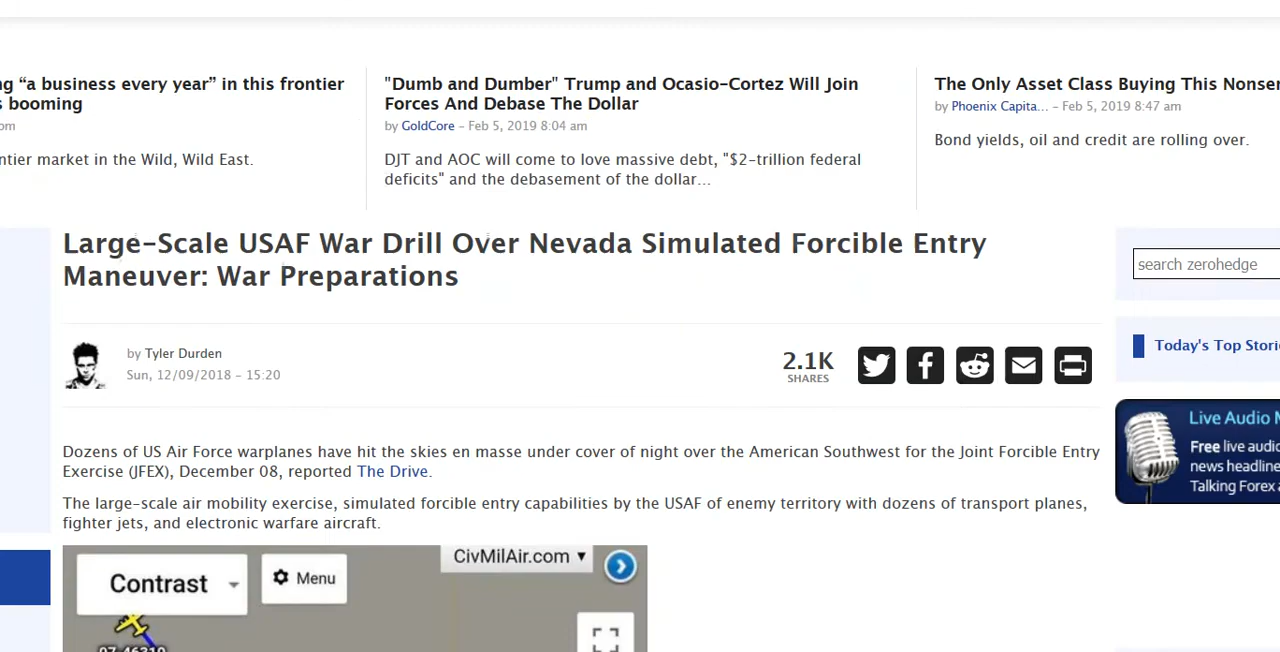 ng “a business every year” in this frontier
s booming
om
ntier market in the Wild, Wild East.
"Dumb and Dumber" Trump and Ocasio-Cortez Will Join
Forces And Debase The Dollar
by GoldCore - Feb 5, 2019 8:04 am
DJT and AOC will come to love massive debt, "$2-trillion federal
deficits" and the debasement of the dollar...
The Only Asset Class Buying This Nonsen
by Phoenix Capita... - Feb 5, 2019 8:47 am
Bond yields, oil and credit are rolling over.
Large-Scale USAF War Drill Over Nevada Simulated Forcible Entry
Maneuver: War Preparations
by Tyler Durden
Sun, 12/09/2018 - 15:20
2.1K
SHARES
Dozens of US Air Force warplanes have hit the skies en masse under cover of night over the American Southwest for the Joint Forcible Entry
Exercise (JFEX), December 08, reported The Drive.
The large-scale air mobility exercise, simulated forcible entry capabilities by the USAF of enemy territory with dozens of transport planes,
fighter jets, and electronic warfare aircraft.
Contrast
Menu
CivMilAir.com
search zerohedge
Today's Top Stori
Live Audio
Free live audio
news headline
Talking Forex